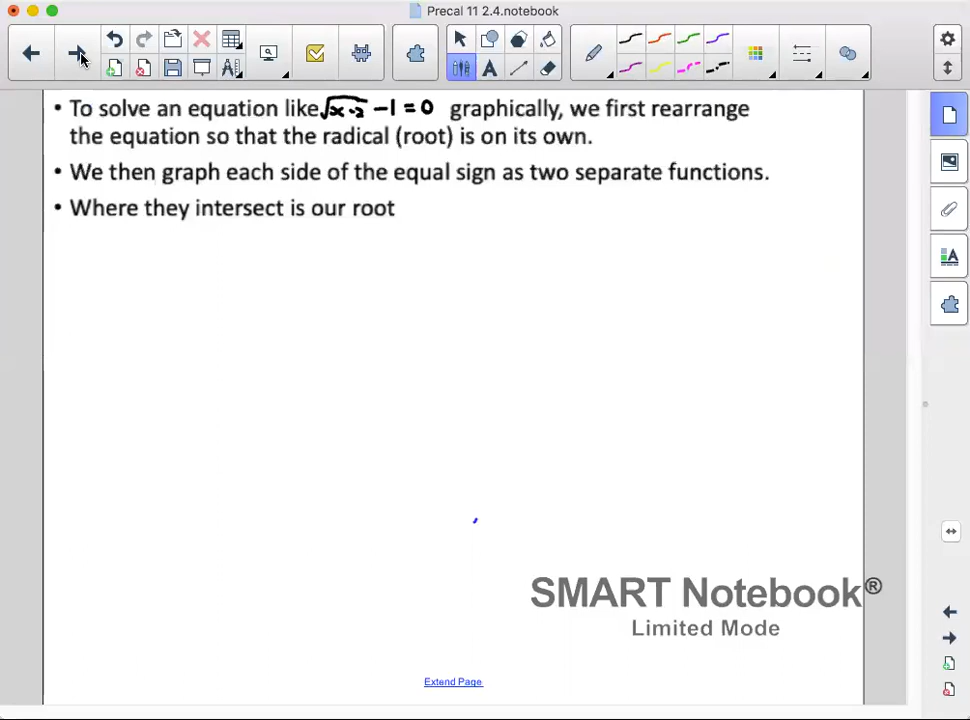 Precal 11 2.4.notebook
• To solve an equation like √x-2 -1 = 0 graphically, we first rearrange
the equation so that the radical (root) is on its own.
• We then graph each side of the equal sign as two separate functions.
• Where they intersect is our root
SMART Notebook®
Limited Mode
Extend Page